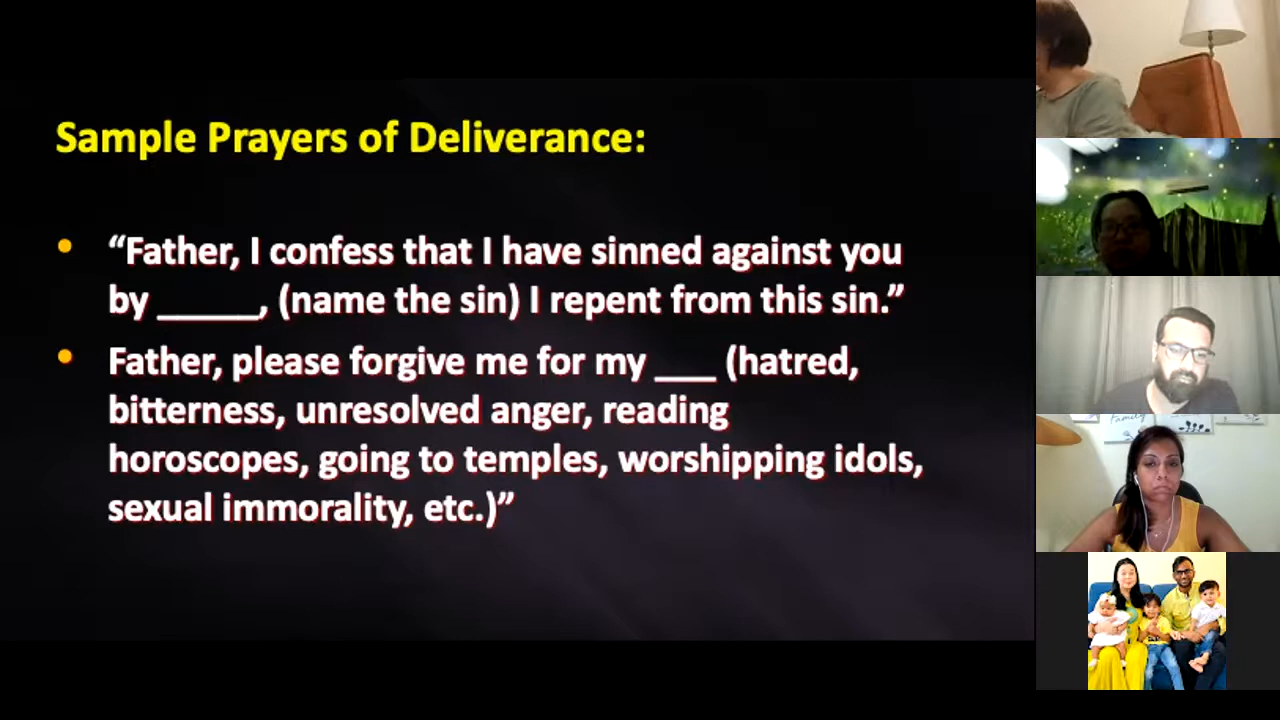 Sample Prayers of Deliverance:
• “Father, I confess that I have sinned against you
by _____, (name the sin) I repent from this sin.”
• Father, please forgive me for my ___ (hatred,
bitterness, unresolved anger, reading
horoscopes, going to temples, worshipping idols,
sexual immorality, etc.)”
Family